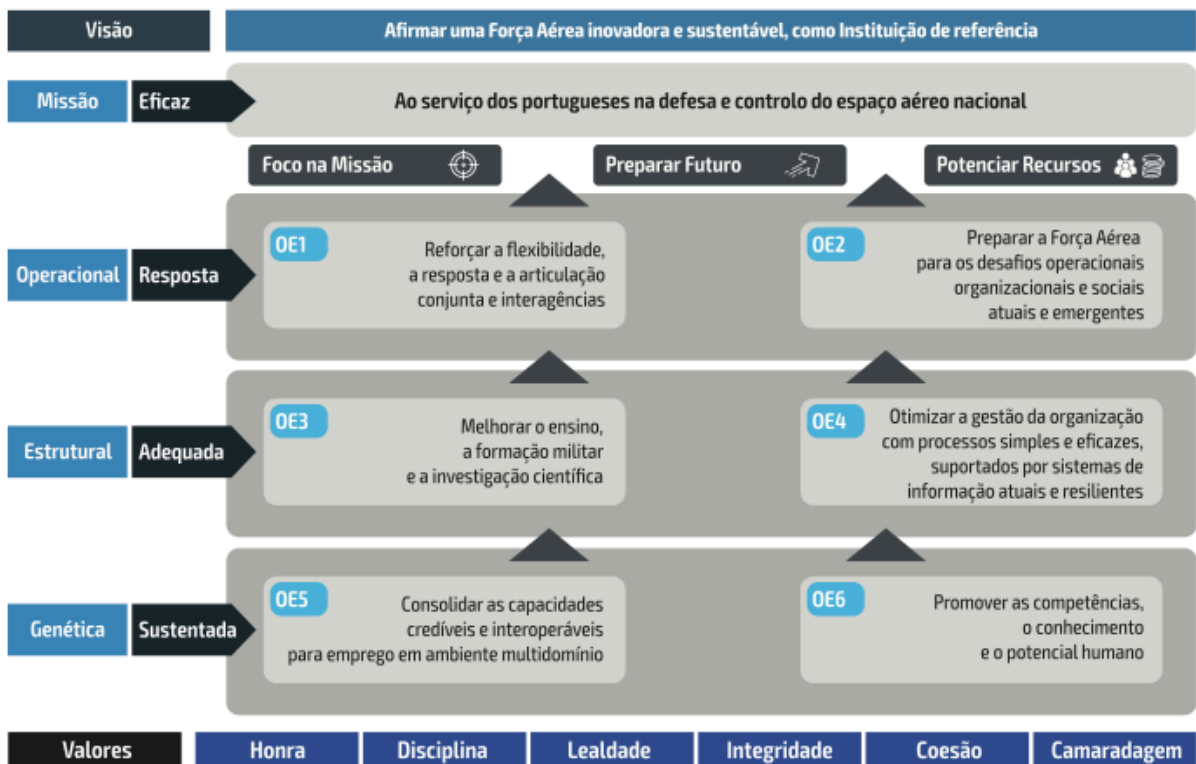 Visão
Afirmar uma Força Aérea inovadora e sustentável, como Instituição de referência
Missão
Eficaz
Ao serviço dos portugueses na defesa e controlo do espaço aéreo nacional
Foco na Missão
Preparar Futuro
Potenciar Recursos
Operacional
Resposta
OE1
Reforçar a flexibilidade,
a resposta e a articulação
conjunta e interagências
OE2
Preparar a Força Aérea
para os desafios operacionais
organizacionais e sociais
atuais e emergentes
Estrutural
Adequada
OE3
Melhorar o ensino,
a formação militar
e a investigação científica
OE4
Otimizar a gestão da organização
com processos simples e eficazes,
suportados por sistemas de
informação atuais e resilientes
Genética
Sustentada
OE5
Consolidar as capacidades
credíveis e interoperáveis
para emprego em ambiente multidomínio
OE6
Promover as competências,
o conhecimento
e o potencial humano
Valores
Honra
Disciplina
Lealdade
Integridade
Coesão
Camaradagem